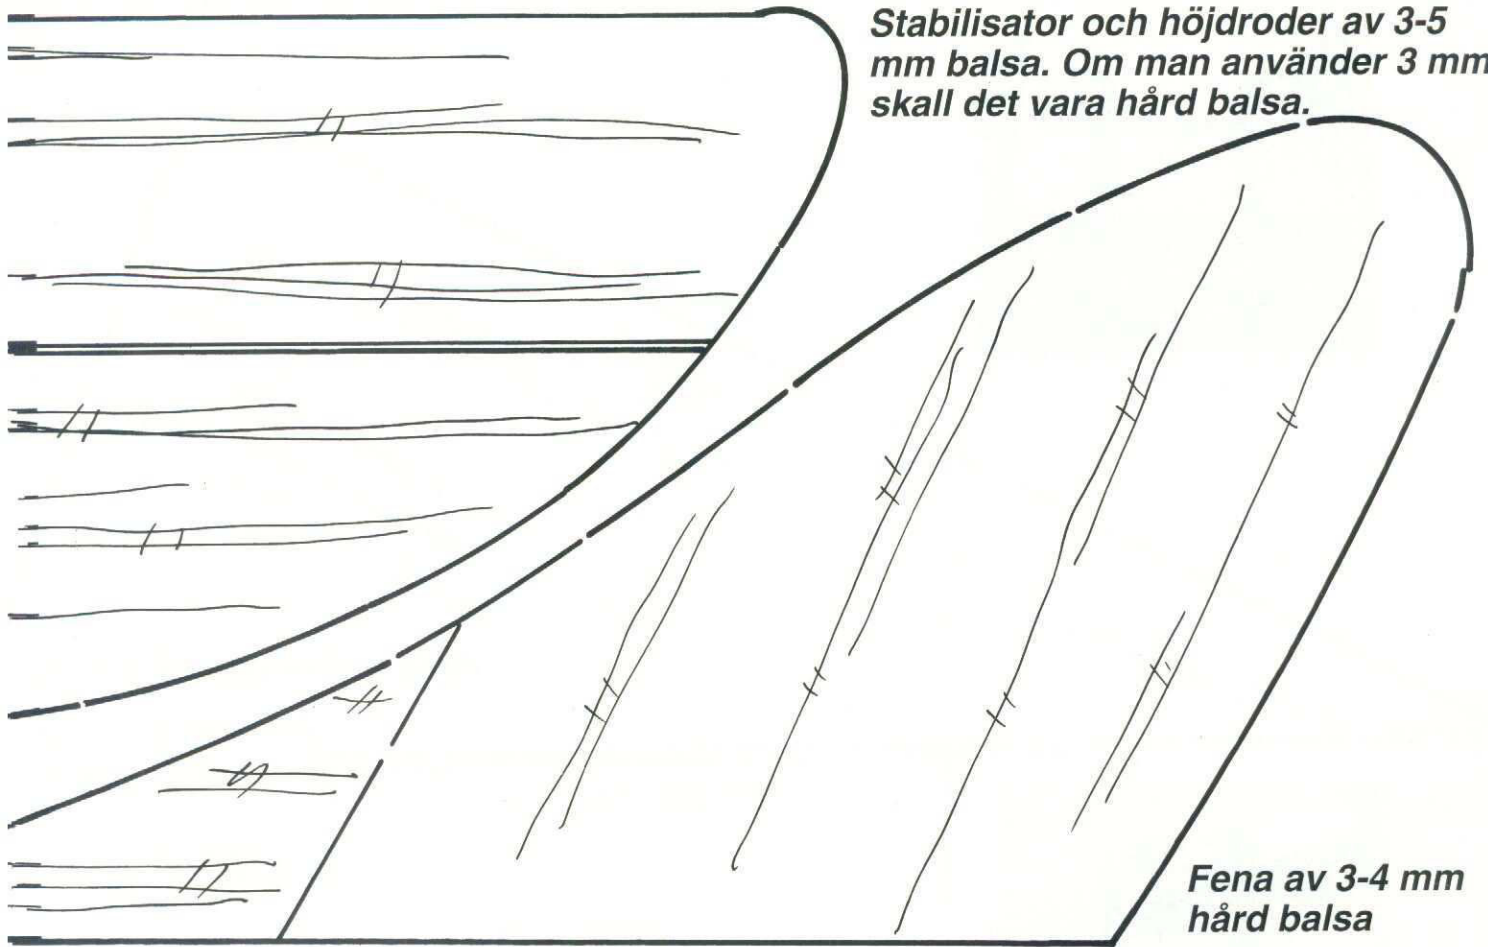 Stabilisator och höjdroder av 3-5
mm balsa. Om man använder 3 mm
skall det vara hård balsa.
Fena av 3-4 mm
hård balsa